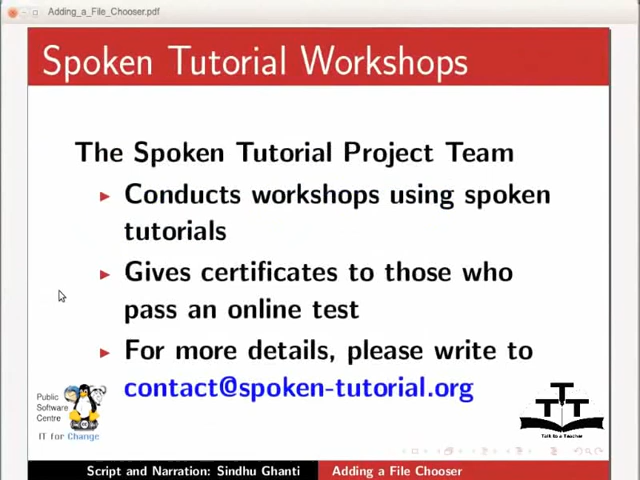 Adding_a_File_Chooser.pdf
Spoken Tutorial Workshops
The Spoken Tutorial Project Team
Conducts workshops using spoken
tutorials
Gives certificates to those who
pass an online test
For more details, please write to
contact@spoken-tutorial.org
Public
Software
Centre
IT for Change
T T T
Talk to a Teacher
Script and Narration: Sindhu Ghanti
Adding a File Chooser